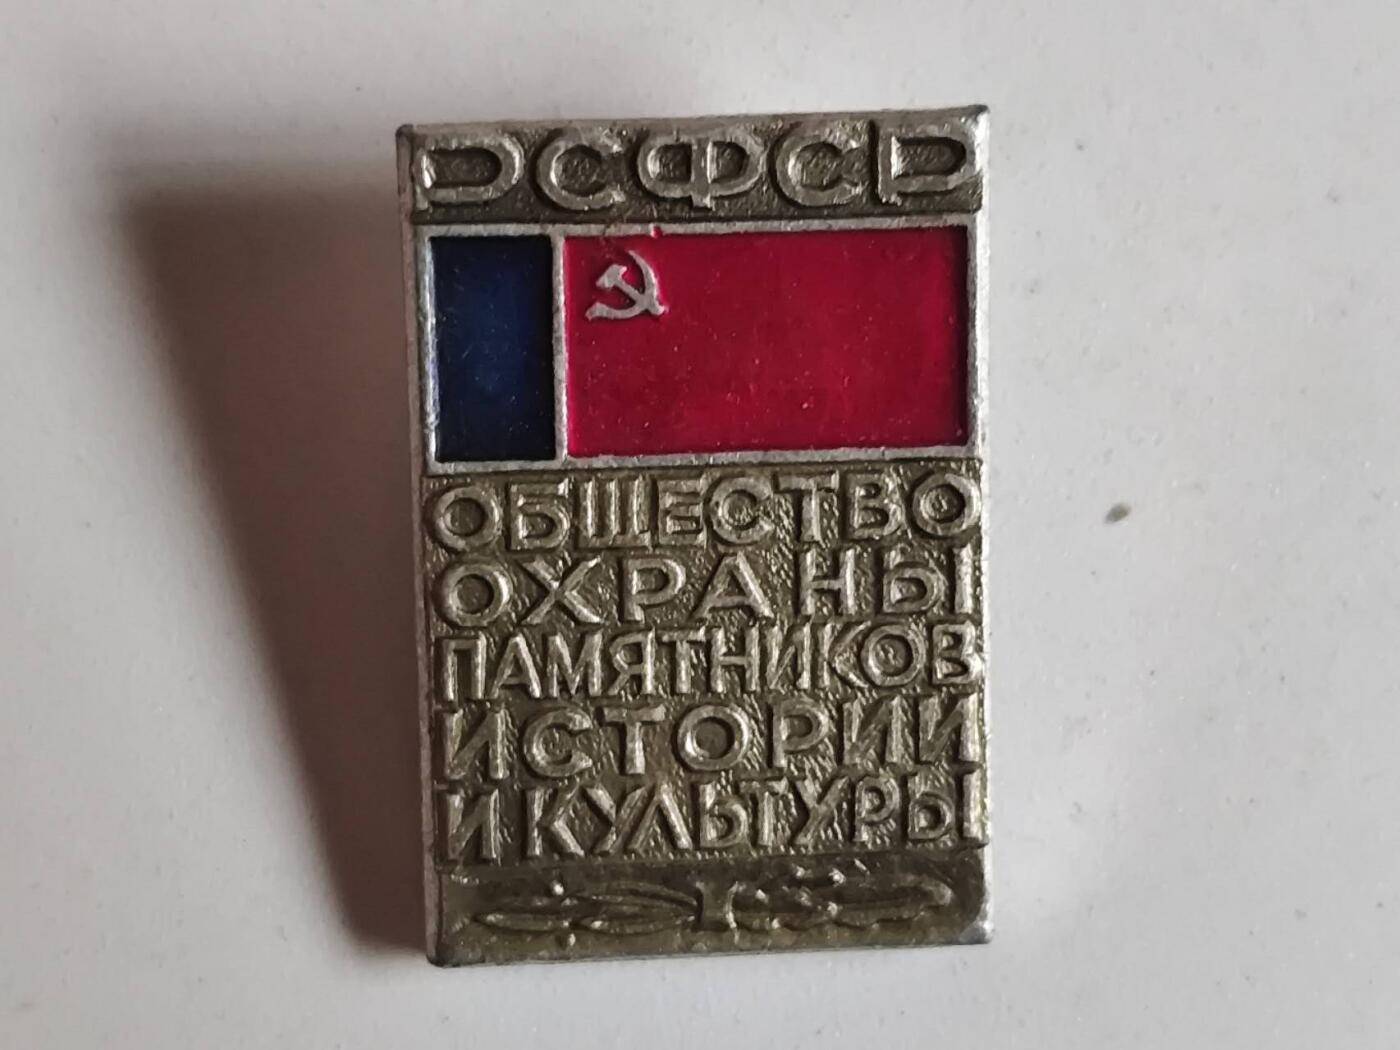 РСФСР
ОБЩЕСТВО
ОХРАНЫ
ПАМЯТНИКОВ
ИСТОРИИ
И КУЛЬТУРЫ